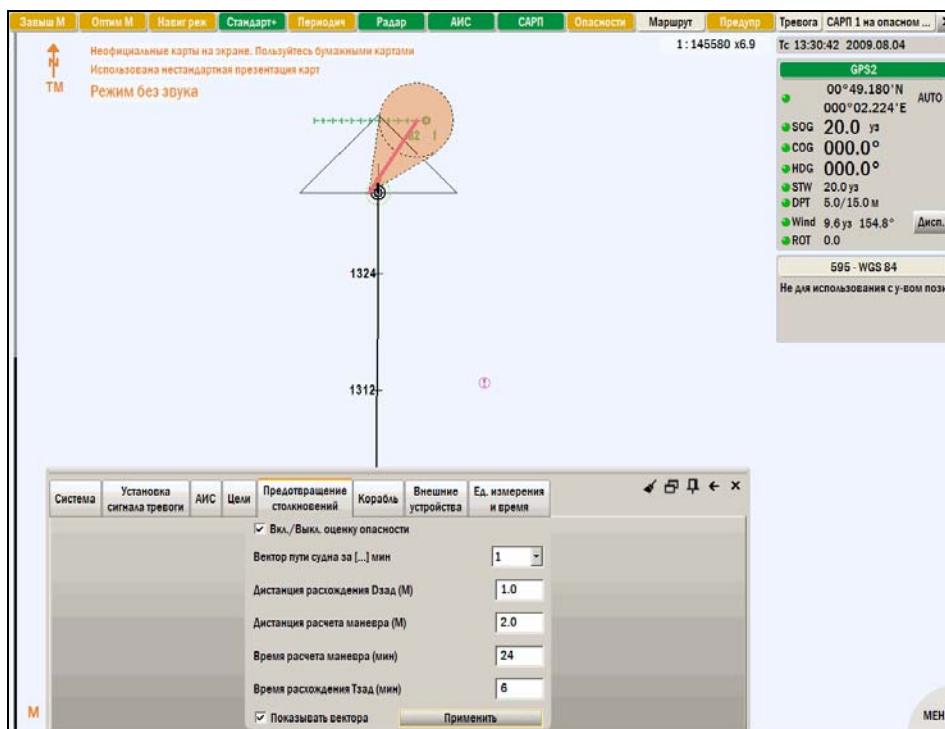 Завыш М Оптим М Навиг реж Стандарт+ Периодич Радар АИС САРП Опасности Маршрут Предупр Тревога САРП 1 на опасном ...
Неофициальные карты на экране. Пользуйтесь бумажными картами
Использована нестандартная презентация карт
Режим без звука
N
ТМ
1:145580 x6.9
Тс 13:30:42 2009.08.04
GPS2
00°49.180'N
000°02.224'E
AUTO
SOG 20.0 уз
COG 000.0°
HDG 000.0°
STW 20.0 уз
DPT 5.0/15.0 м
Wind 9.6 уз 154.8° Дисп.
ROT 0.0
595 - WGS 84
Не для использования с у-вом пози
1324
1312
Система Установка сигнала тревоги АИС Цели Предотвращение столкновений Корабль Внешние устройства Ед. измерения и время
Вкл./Выкл. оценку опасности
Вектор пути судна за [...] мин 1
Дистанция расхождения Dзад (М) 1.0
Дистанция расчета маневра (М) 2.0
Время расчета маневра (мин) 24
Время расхождения Тзад (мин) 6
Показывать вектора Применить
М
МЕН